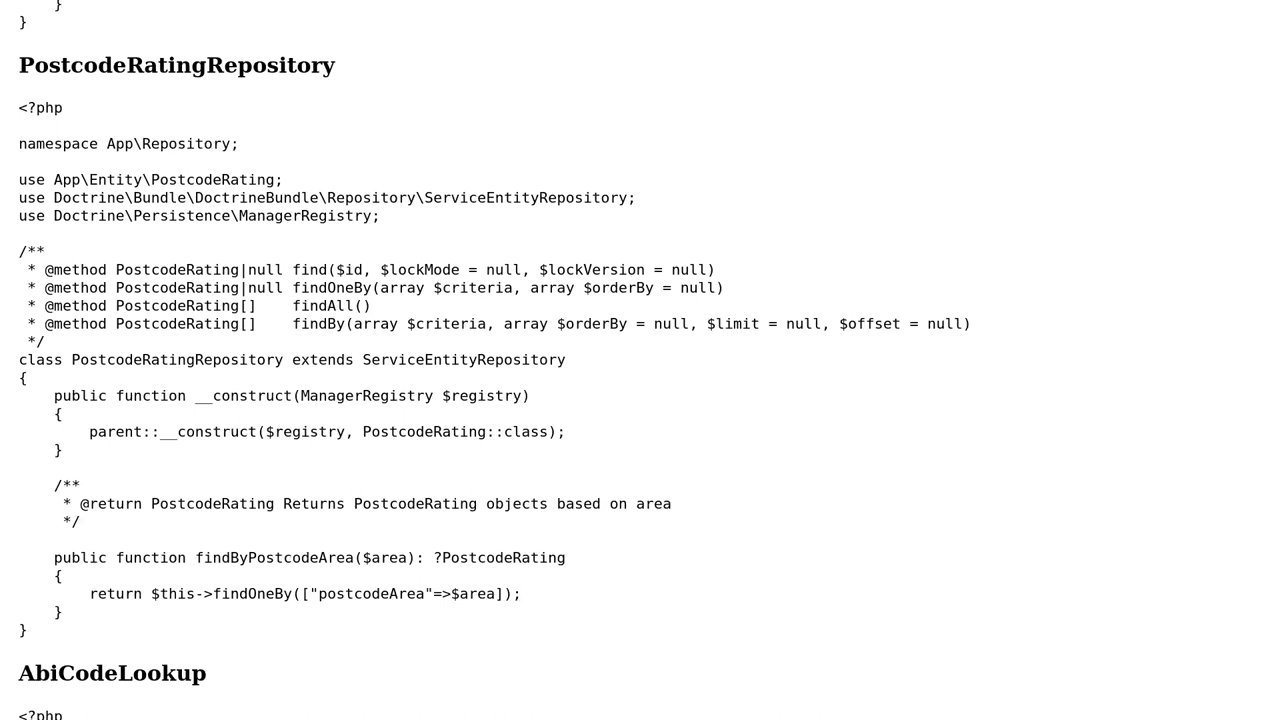 }
}
PostcodeRatingRepository
<?php

namespace App\Repository;

use App\Entity\PostcodeRating;
use Doctrine\Bundle\DoctrineBundle\Repository\ServiceEntityRepository;
use Doctrine\Persistence\ManagerRegistry;

/**
 * @method PostcodeRating|null find($id, $lockMode = null, $lockVersion = null)
 * @method PostcodeRating|null findOneBy(array $criteria, array $orderBy = null)
 * @method PostcodeRating[]    findAll()
 * @method PostcodeRating[]    findBy(array $criteria, array $orderBy = null, $limit = null, $offset = null)
 */
class PostcodeRatingRepository extends ServiceEntityRepository
{
    public function __construct(ManagerRegistry $registry)
    {
        parent::__construct($registry, PostcodeRating::class);
    }

    /**
     * @return PostcodeRating Returns PostcodeRating objects based on area
     */

    public function findByPostcodeArea($area): ?PostcodeRating
    {
        return $this->findOneBy(["postcodeArea"=>$area]);
    }
}
AbiCodeLookup
<?php